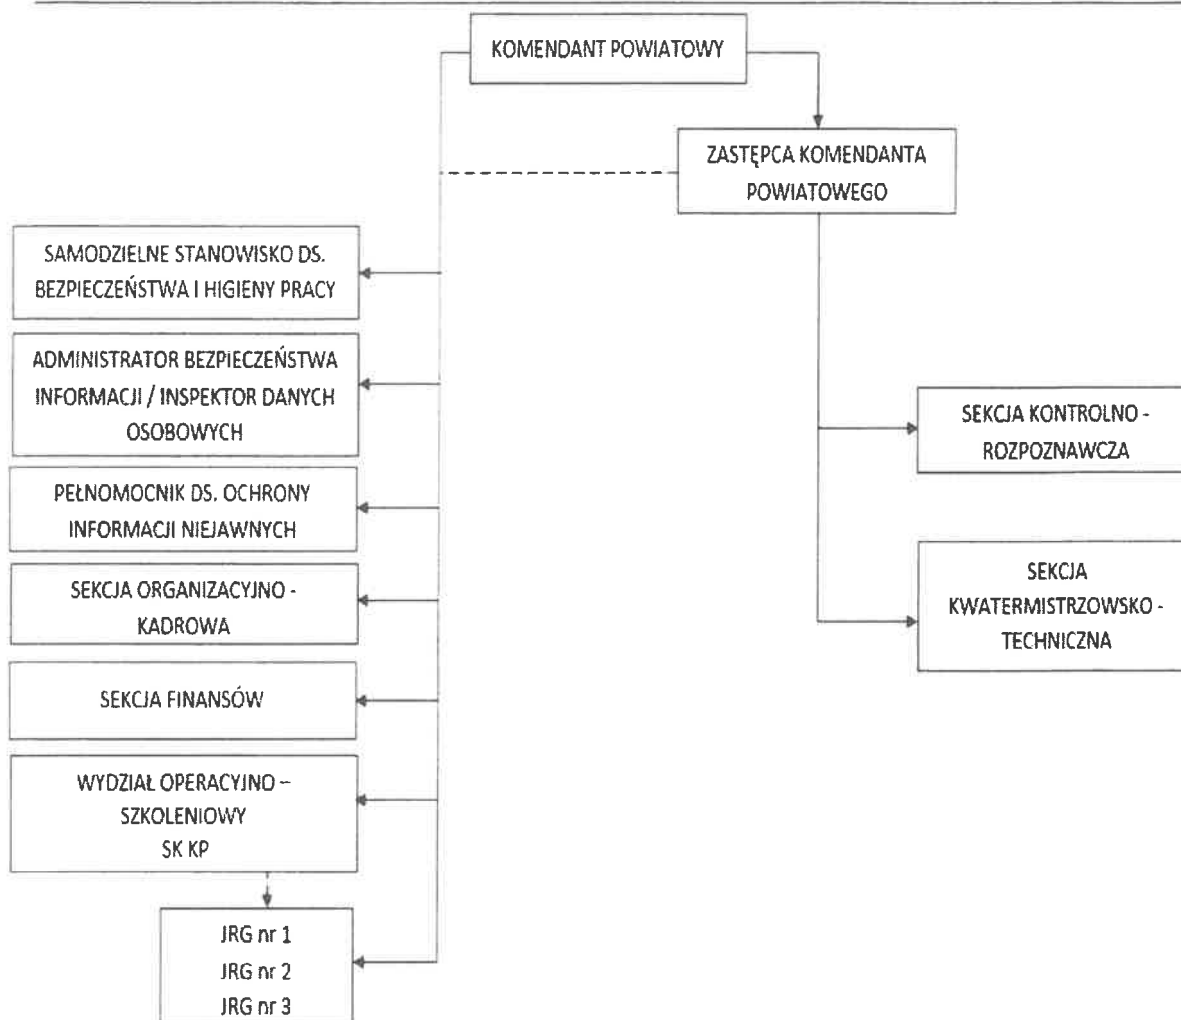 KOMENDANT POWIATOWY
ZASTĘPCA KOMENDANTA
POWIATOWEGO
SAMODZIELNE STANOWISKO DS.
BEZPIECZEŃSTWA I HIGIENY PRACY
ADMINISTRATOR BEZPIECZEŃSTWA
INFORMACJI / INSPEKTOR DANYCH
OSOBOWYCH
PEŁNOMOCNIK DS. OCHRONY
INFORMACJI NIEJAWNYCH
SEKCJA ORGANIZACYJNO -
KADROWA
SEKCJA FINANSÓW
WYDZIAŁ OPERACYJNO –
SZKOLENIOWY
SK KP
JRG nr 1
JRG nr 2
JRG nr 3
SEKCJA KONTROLNO -
ROZPOZNAWCZA
SEKCJA
KWATERMISTRZOWSKO -
TECHNICZNA